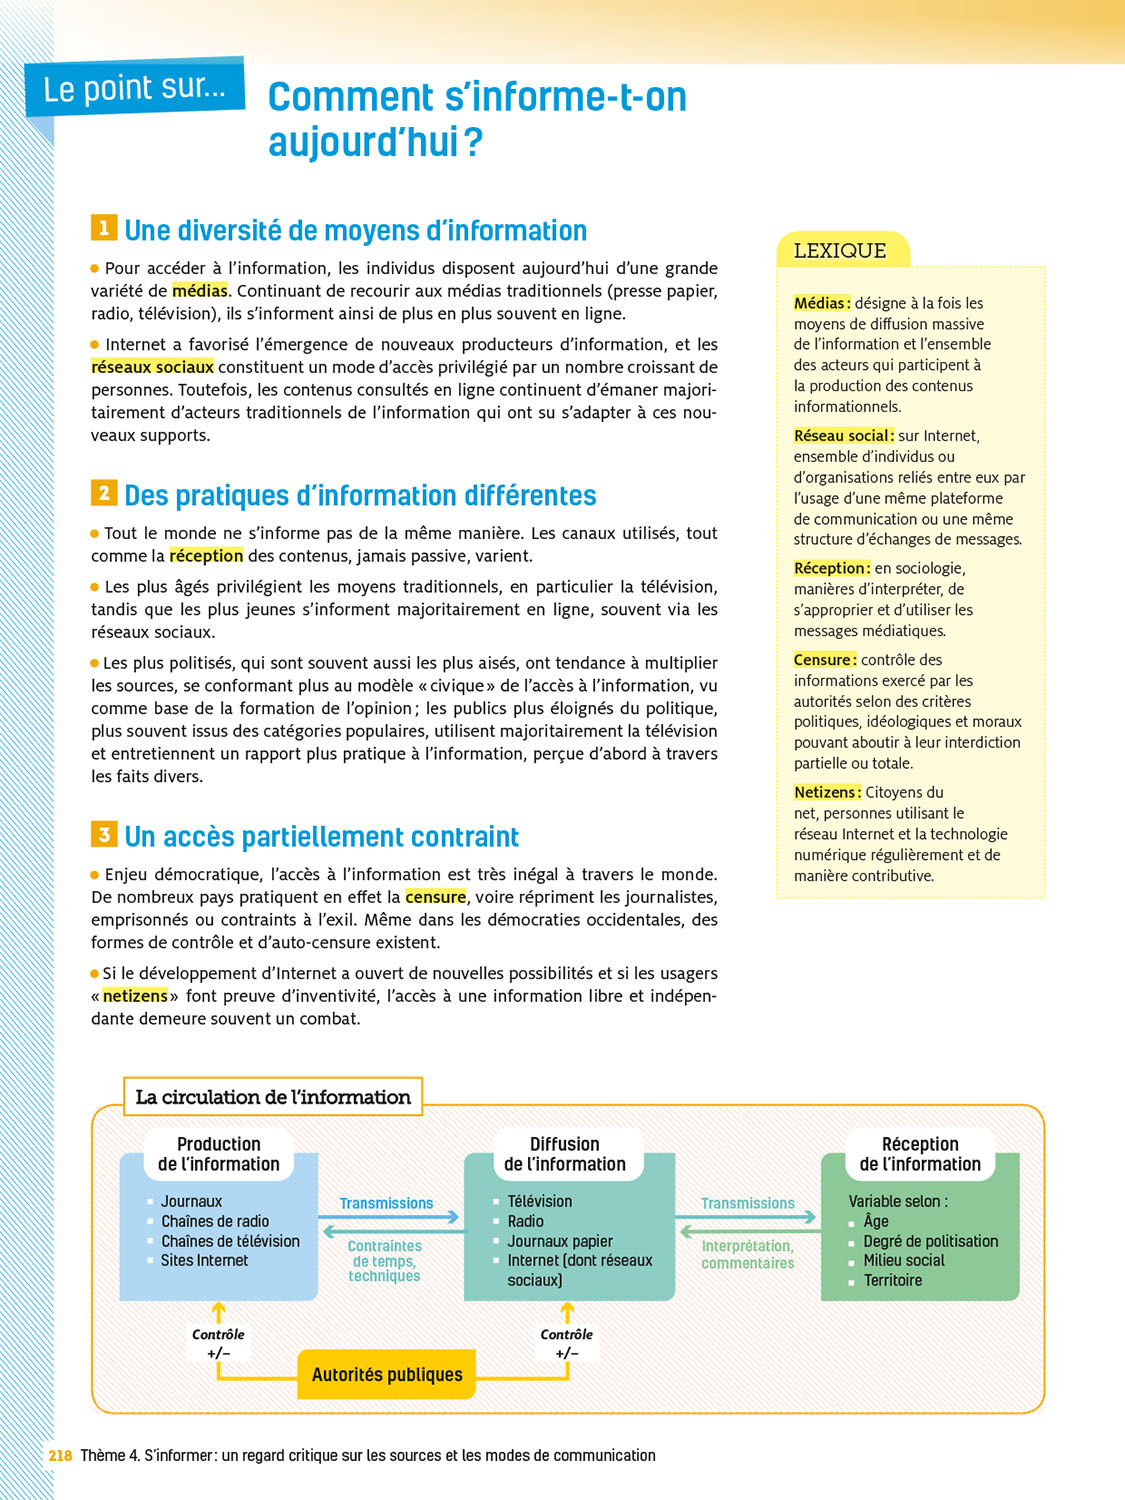 Le point sur...
Comment s’informe-t-on
aujourd’hui ?
1 Une diversité de moyens d’information
• Pour accéder à l’information, les individus disposent aujourd’hui d’une grande
variété de médias. Continuant de recourir aux médias traditionnels (presse papier,
radio, télévision), ils s’informent ainsi de plus en plus souvent en ligne.
• Internet a favorisé l’émergence de nouveaux producteurs d’information, et les
réseaux sociaux constituent un mode d’accès privilégié par un nombre croissant de
personnes. Toutefois, les contenus consultés en ligne continuent d’émaner majori-
tairement d’acteurs traditionnels de l’information qui ont su s’adapter à ces nou-
veaux supports.
2 Des pratiques d’information différentes
• Tout le monde ne s’informe pas de la même manière. Les canaux utilisés, tout
comme la réception des contenus, jamais passive, varient.
• Les plus âgés privilégient les moyens traditionnels, en particulier la télévision,
tandis que les plus jeunes s’informent majoritairement en ligne, souvent via les
réseaux sociaux.
• Les plus politisés, qui sont souvent aussi les plus aisés, ont tendance à multiplier
les sources, se conformant plus au modèle « civique » de l’accès à l’information, vu
comme base de la formation de l’opinion ; les publics plus éloignés du politique,
plus souvent issus des catégories populaires, utilisent majoritairement la télévision
et entretiennent un rapport plus pratique à l’information, perçue d’abord à travers
les faits divers.
3 Un accès partiellement contraint
• Enjeu démocratique, l’accès à l’information est très inégal à travers le monde.
De nombreux pays pratiquent en effet la censure, voire répriment les journalistes,
emprisonnés ou contraints à l’exil. Même dans les démocraties occidentales, des
formes de contrôle et d’auto-censure existent.
• Si le développement d’Internet a ouvert de nouvelles possibilités et si les usagers
« netizens » font preuve d’inventivité, l’accès à une information libre et indépen-
dante demeure souvent un combat.
LEXIQUE
Médias : désigne à la fois les
moyens de diffusion massive
de l’information et l’ensemble
des acteurs qui participent à
la production des contenus
informationnels.
Réseau social : sur Internet,
ensemble d’individus ou
d’organisations reliés entre eux par
l’usage d’une même plateforme
de communication ou une même
structure d’échanges de messages.
Réception : en sociologie,
manières d’interpréter, de
s’approprier et d’utiliser les
messages médiatiques.
Censure : contrôle des
informations exercé par les
autorités selon des critères
politiques, idéologiques et moraux
pouvant aboutir à leur interdiction
partielle ou totale.
Netizens : Citoyens du
net, personnes utilisant le
réseau Internet et la technologie
numérique régulièrement et de
manière contributive.
La circulation de l’information
Production
de l’information
Journaux
Chaînes de radio
Chaînes de télévision
Sites Internet
Transmissions
Contraintes
de temps,
techniques
Diffusion
de l’information
Télévision
Radio
Journaux papier
Internet (dont réseaux
sociaux)
Transmissions
Interprétation,
commentaires
Réception
de l’information
Variable selon :
Âge
Degré de politisation
Milieu social
Territoire
Contrôle
+/–
Contrôle
+/–
Autorités publiques
218 Thème 4. S’informer : un regard critique sur les sources et les modes de communication